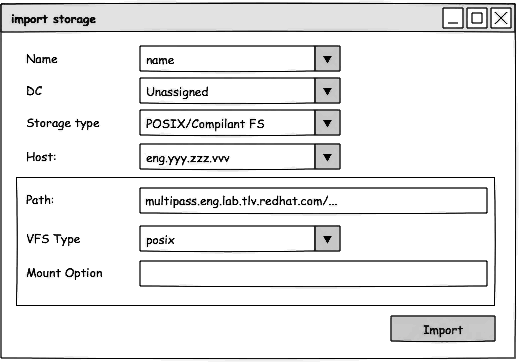 import storage
Name name
DC Unassigned
Storage type POSIX/Compilant FS
Host: eng.yyy.zzz.vvv
Path: multipass.eng.lab.tlv.redhat.com/...
VFS Type posix
Mount Option
Import